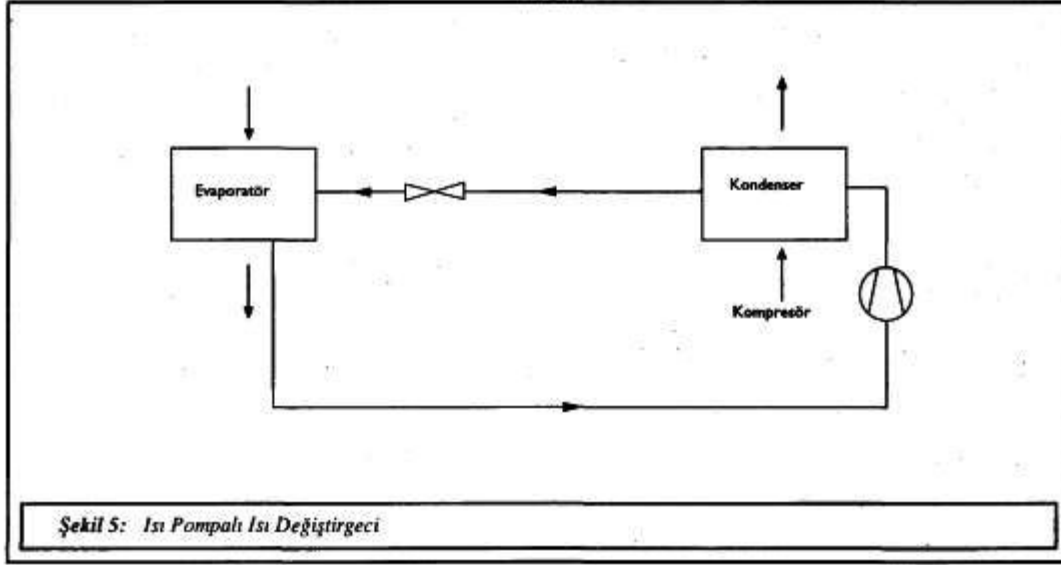 Evaporatör
Kondenser
Kompresör
Şekil 5: Isı Pompalı Isı Değiştirgeci